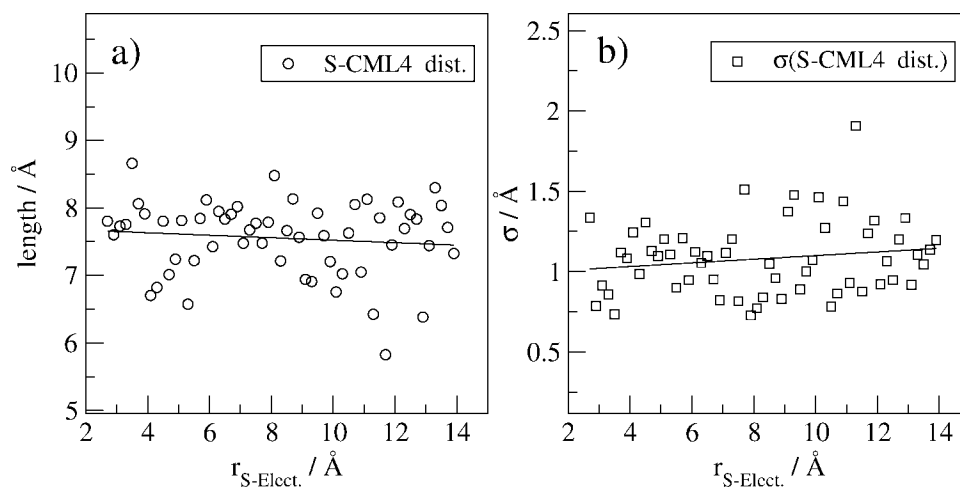 a)
S-CML4 dist.
length / Å
10
9
8
7
6
5
2 4 6 8 10 12 14
r_S-Elect. / Å
b)
σ(S-CML4 dist.)
σ / Å
2.5
2
1.5
1
0.5
2 4 6 8 10 12 14
r_S-Elect. / Å